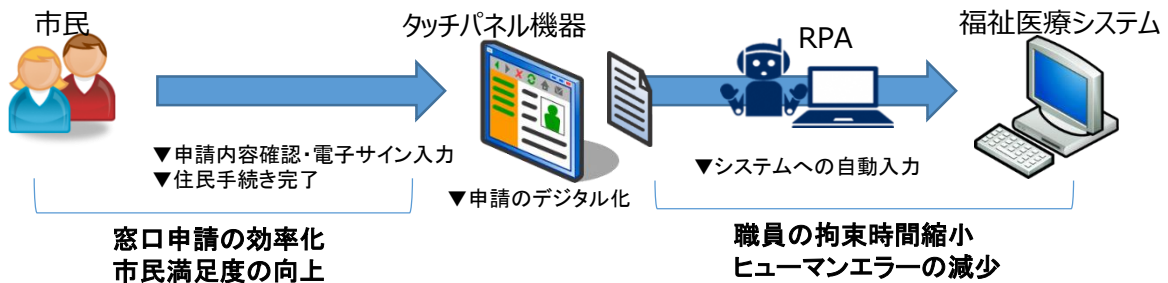 市民
タッチパネル機器
RPA
福祉医療システム
▼申請内容確認・電子サイン入力
▼住民手続き完了
▼申請のデジタル化
▼システムへの自動入力
窓口申請の効率化
市民満足度の向上
職員の拘束時間縮小
ヒューマンエラーの減少